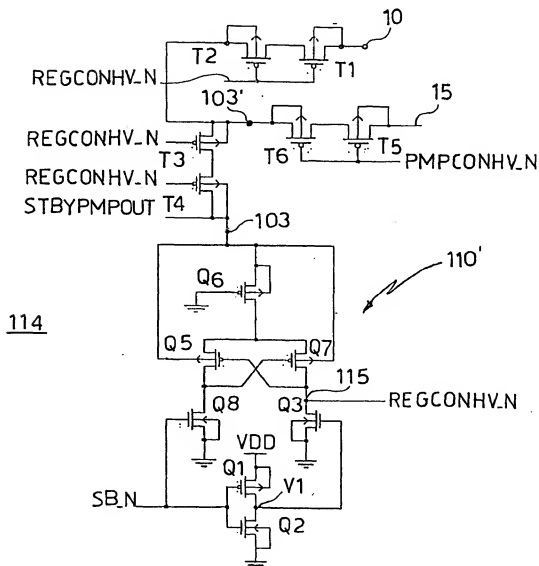 10
T2
T1
REGCONHV_N
103'
15
REGCONHV_N
T3
T6
T5
PMPCONHV_N
REGCONHV_N
STBYPMPOUT
T4
103
110'
Q6
114
Q5
Q7
115
REGCONHV_N
Q8
Q3
VDD
Q1
V1
SB_N
Q2